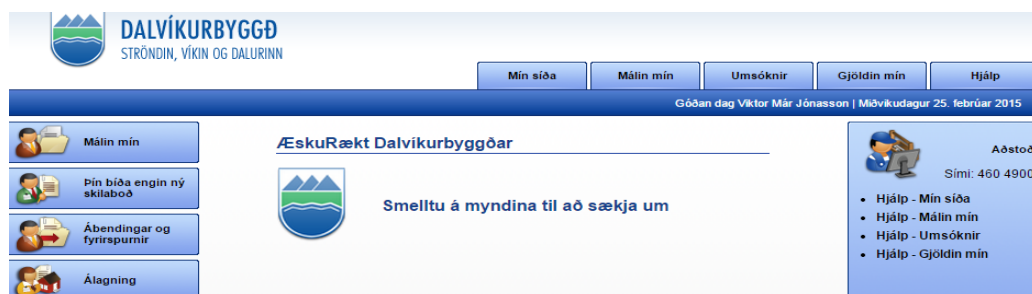 DALVÍKURBYGGÐ
STRÖNDIN, VÍKIN OG DALURINN
Mín síða
Málin mín
Umsóknir
Gjöldin mín
Hjálp
Góðan dag Viktor Már Jónasson | Miðvikudagur 25. febrúar 2015
Málin mín
Þín bíða engin ný
skilaboð
Ábendingar og
fyrirspurnir
Álagning
ÆskuRækt Dalvíkurbyggðar
Smelltu á myndina til að sækja um
Aðstoð
Sími: 460 4900
Hjálp - Mín síða
Hjálp - Málin mín
Hjálp - Umsóknir
Hjálp - Gjöldin mín